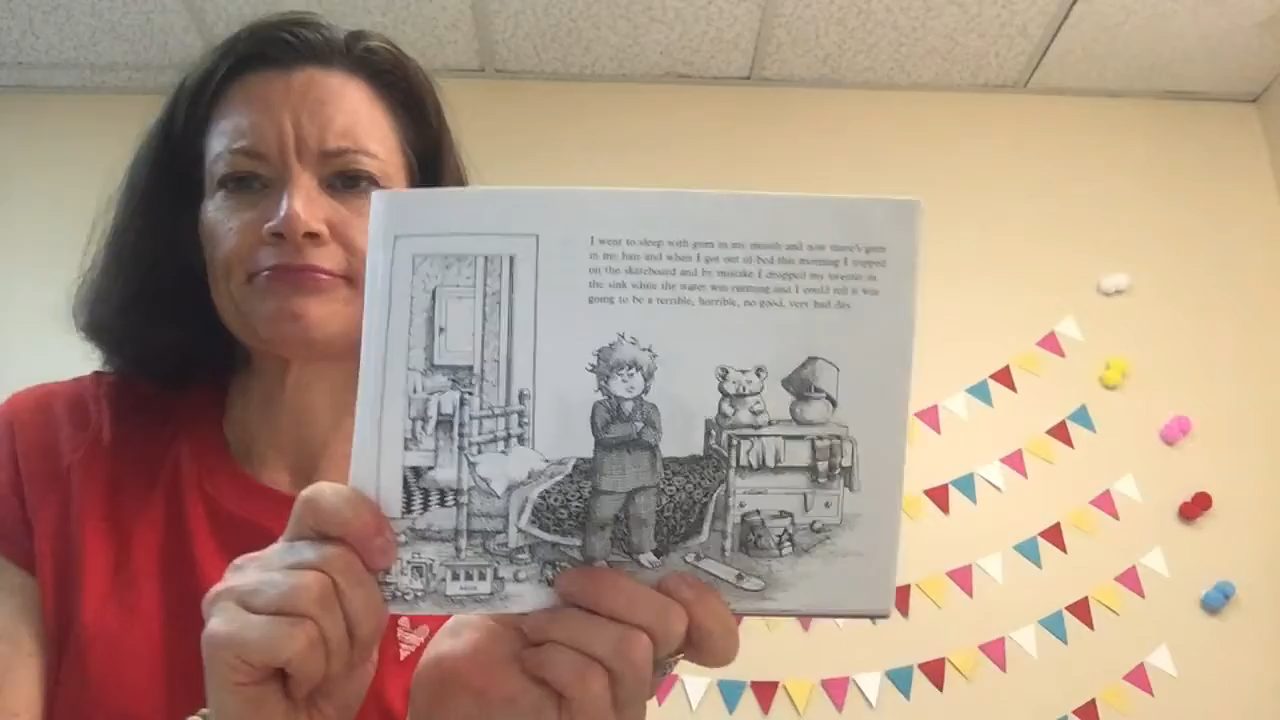 I went to sleep with gum in my mouth and now there's gum
in my hair and when I got out of bed this morning I tripped
on the skateboard and by mistake I dropped my sweater in
the sink while the water was running and I could tell it was
going to be a terrible, horrible, no good, very bad day.